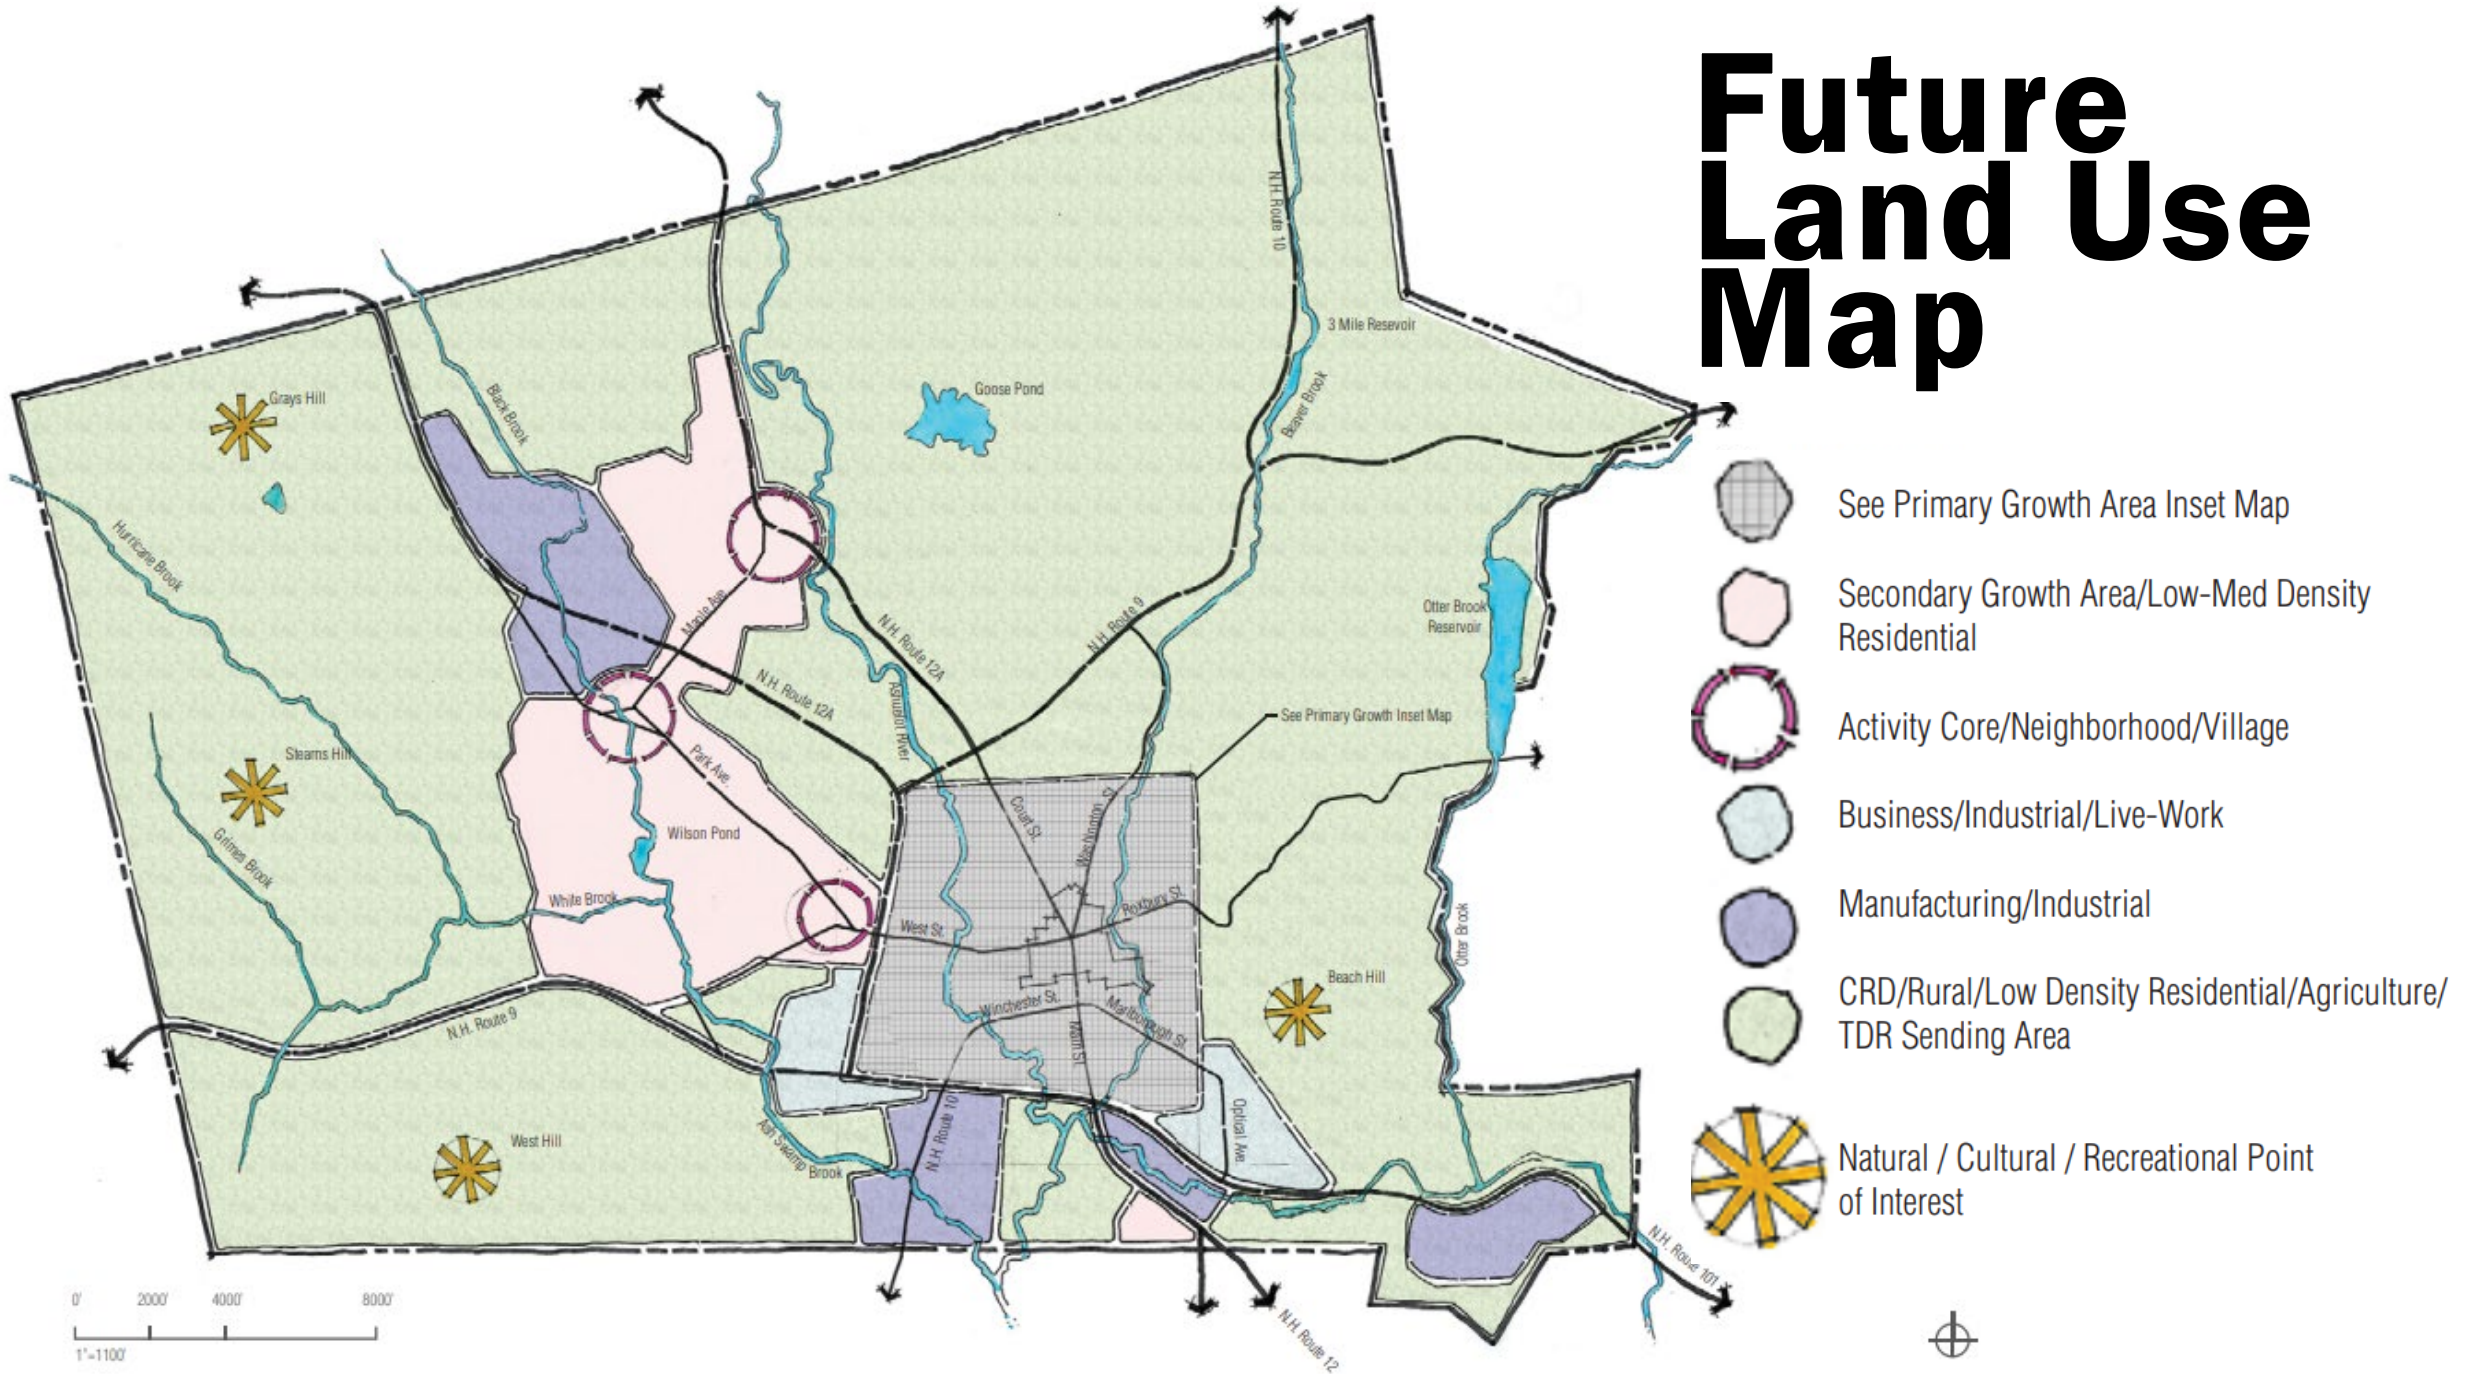 Future
Land Use
Map
See Primary Growth Area Inset Map
Secondary Growth Area/Low-Med Density
Residential
Activity Core/Neighborhood/Village
Business/Industrial/Live-Work
Manufacturing/Industrial
CRD/Rural/Low Density Residential/Agriculture/
TDR Sending Area
Natural / Cultural / Recreational Point
of Interest
N.H. Route 10
3 Mile Resevoir
Beaver Brook
Goose Pond
Grays Hill
Black Brook
Hurricane Brook
Maple Ave
N.H. Route 12A
N.H. Route 9
Otter Brook
Reservoir
N.H. Route 12A
Ashuelot River
See Primary Growth Inset Map
Stearns Hill
Park Ave.
Court St.
Washington St.
Grimes Brook
Wilson Pond
White Brook
West St.
Roxbury St.
Otter Brook
Beach Hill
Winchester St.
Marlborough St.
Main St.
N.H. Route 9
West Hill
Ash Swamp
Brook
N.H. Route 10
Optical Ave
N.H. Route 101
N.H. Route 12
0'
2000'
4000'
8000'
1"=1100'